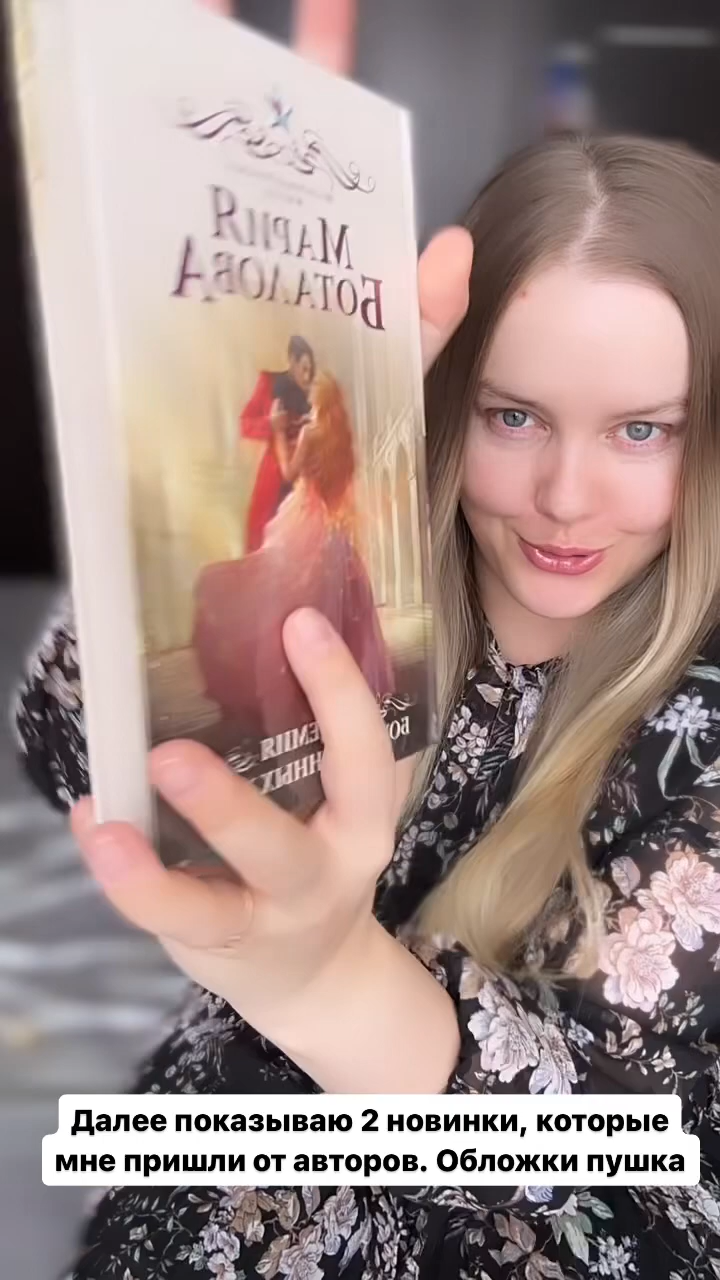 Мария
Боталова
Далее показываю 2 новинки, которые
мне пришли от авторов. Обложки пушка